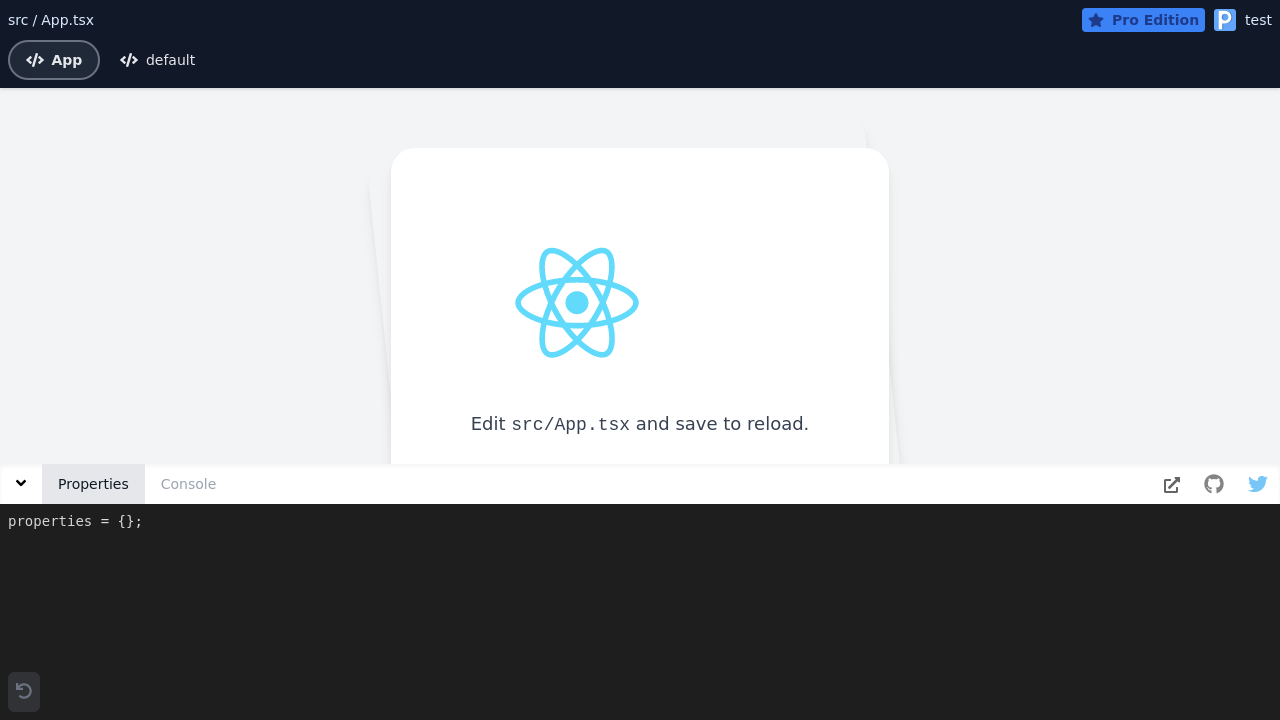 src / App.tsx
Pro Edition
test
App
default
Edit src/App.tsx and save to reload.
Properties
Console
properties = {};